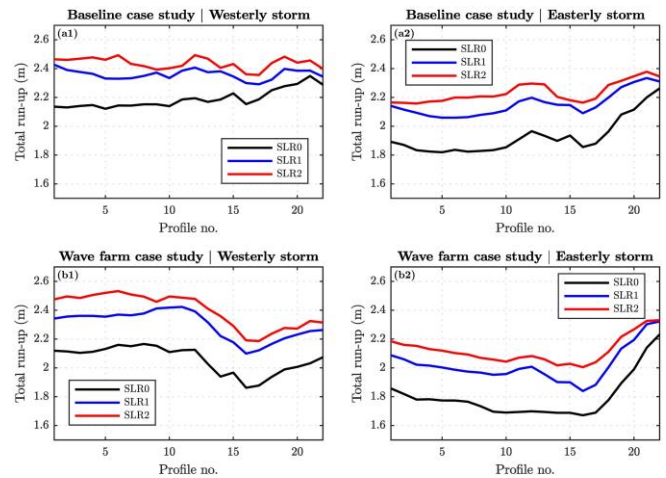 Baseline case study | Westerly storm
(a1)
Total run-up (m)
2.6
2.4
2.2
2
1.8
1.6
SLR0
SLR1
SLR2
5
10
15
20
Profile no.
Baseline case study | Easterly storm
(a2)
Total run-up (m)
2.6
2.4
2.2
2
1.8
1.6
SLR0
SLR1
SLR2
5
10
15
20
Profile no.
Wave farm case study | Westerly storm
(b1)
Total run-up (m)
2.6
2.4
2.2
2
1.8
1.6
SLR0
SLR1
SLR2
5
10
15
20
Profile no.
Wave farm case study | Easterly storm
(b2)
Total run-up (m)
2.6
2.4
2.2
2
1.8
1.6
SLR0
SLR1
SLR2
5
10
15
20
Profile no.